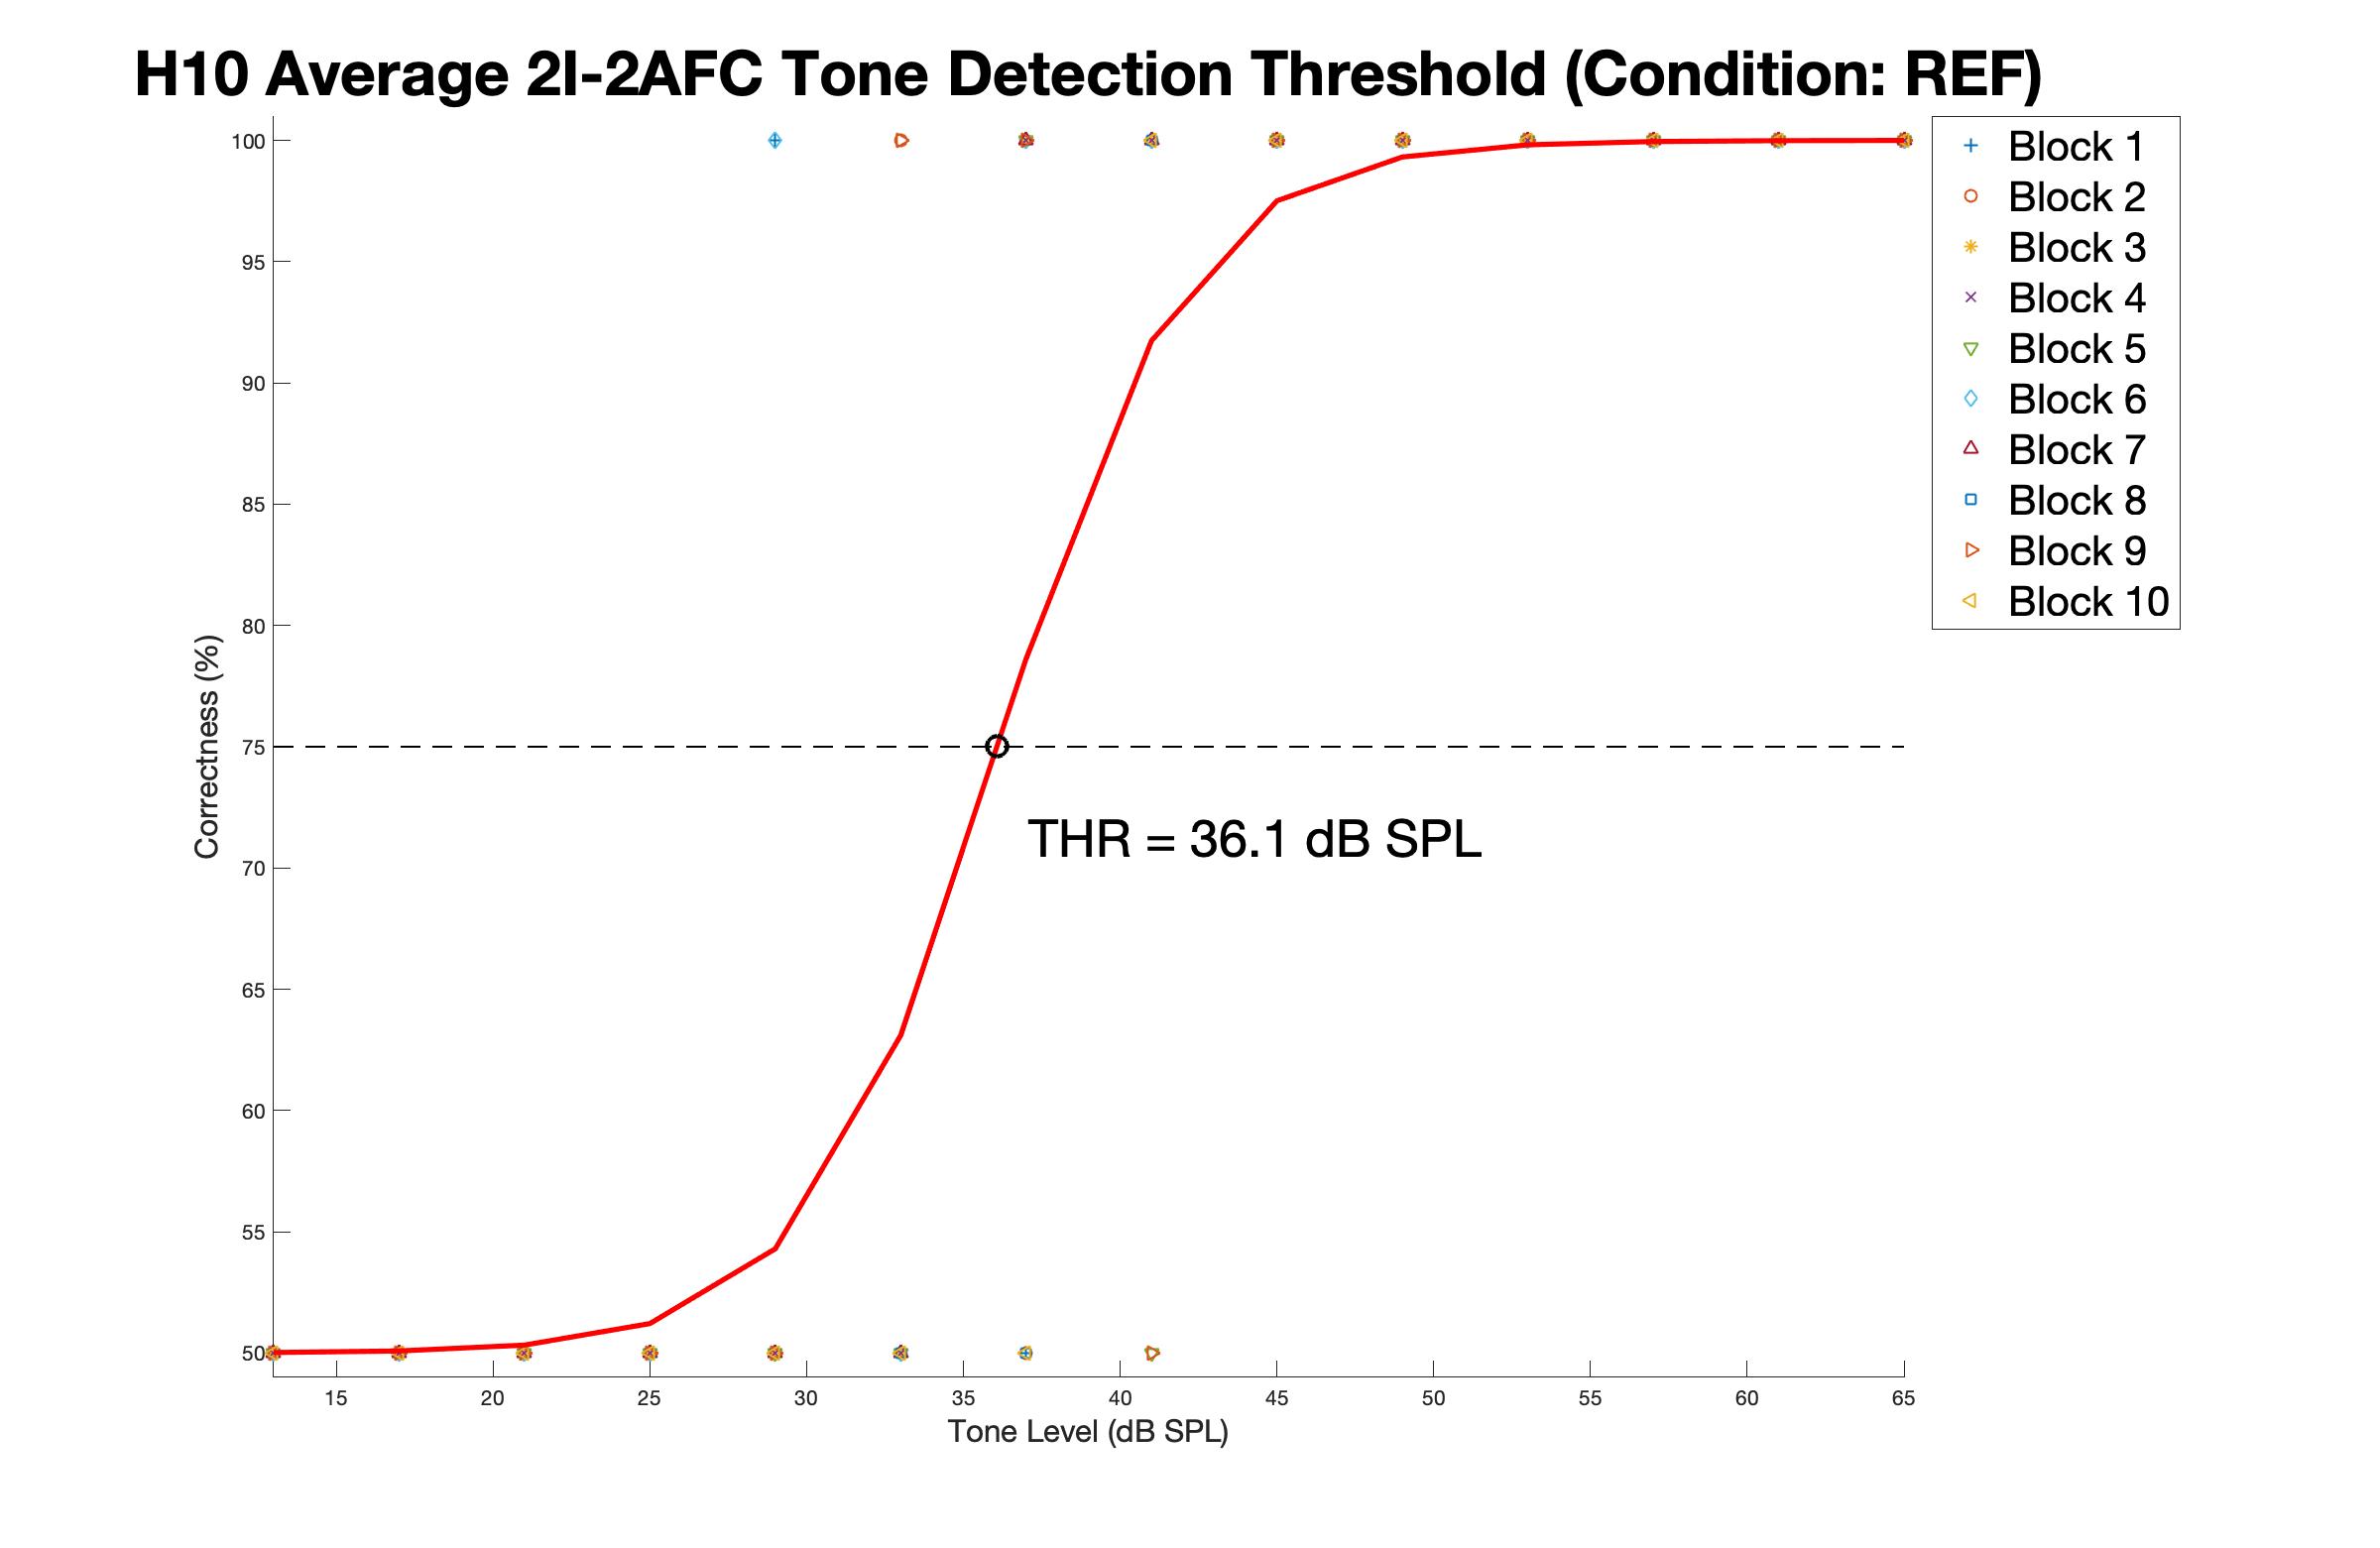 H10 Average 2I-2AFC Tone Detection Threshold (Condition: REF)
100
95
90
85
80
75
70
65
60
55
50
Correctness (%)
THR = 36.1 dB SPL
15 20 25 30 35 40 45 50 55 60 65
Tone Level (dB SPL)
Block 1
Block 2
Block 3
Block 4
Block 5
Block 6
Block 7
Block 8
Block 9
Block 10